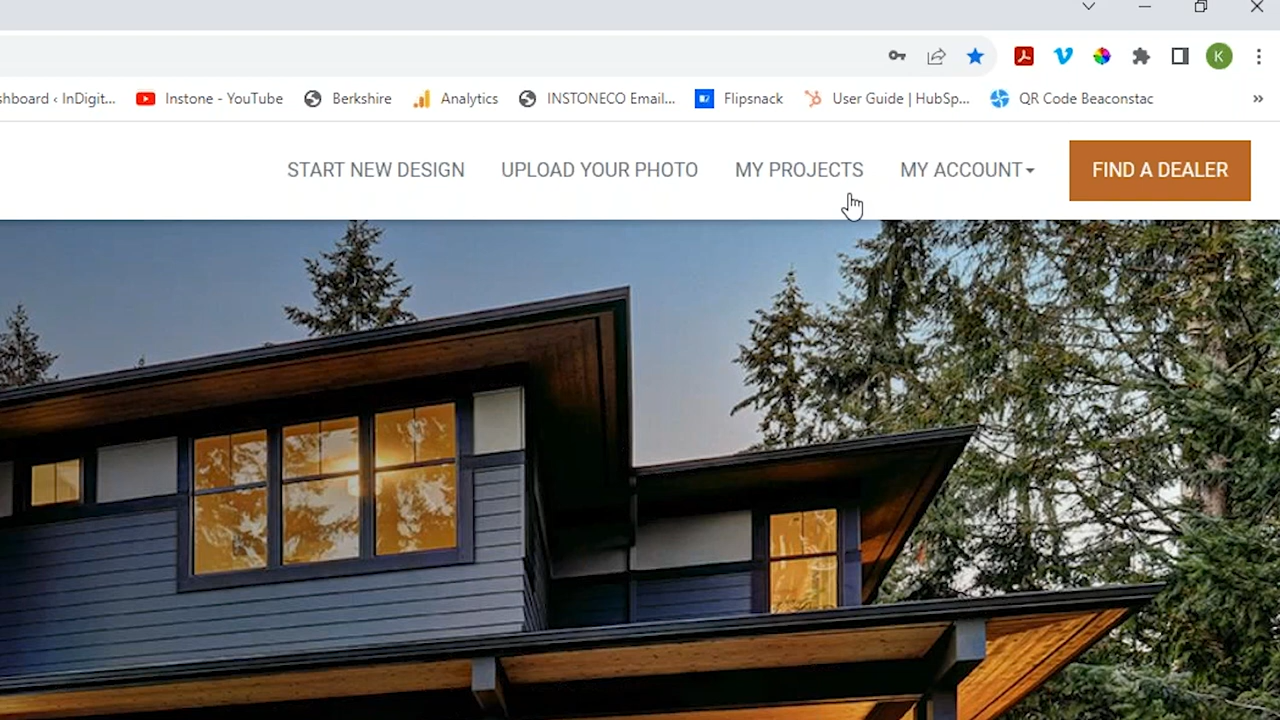 K
shboard ‹ InDigit... Instone - YouTube Berkshire Analytics INSTONECO Email... Flipsnack User Guide | HubSp... QR Code Beaconstac »
START NEW DESIGN UPLOAD YOUR PHOTO MY PROJECTS MY ACCOUNT FIND A DEALER